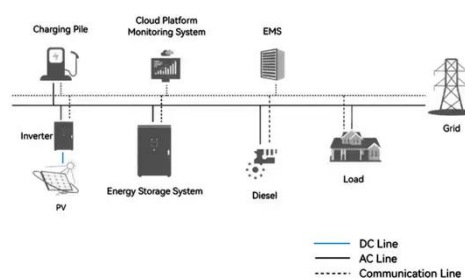 Charging Pile
Cloud Platform
Monitoring System
EMS
Inverter
PV
Energy Storage System
Diesel
Load
Grid
DC Line
AC Line
Communication Line